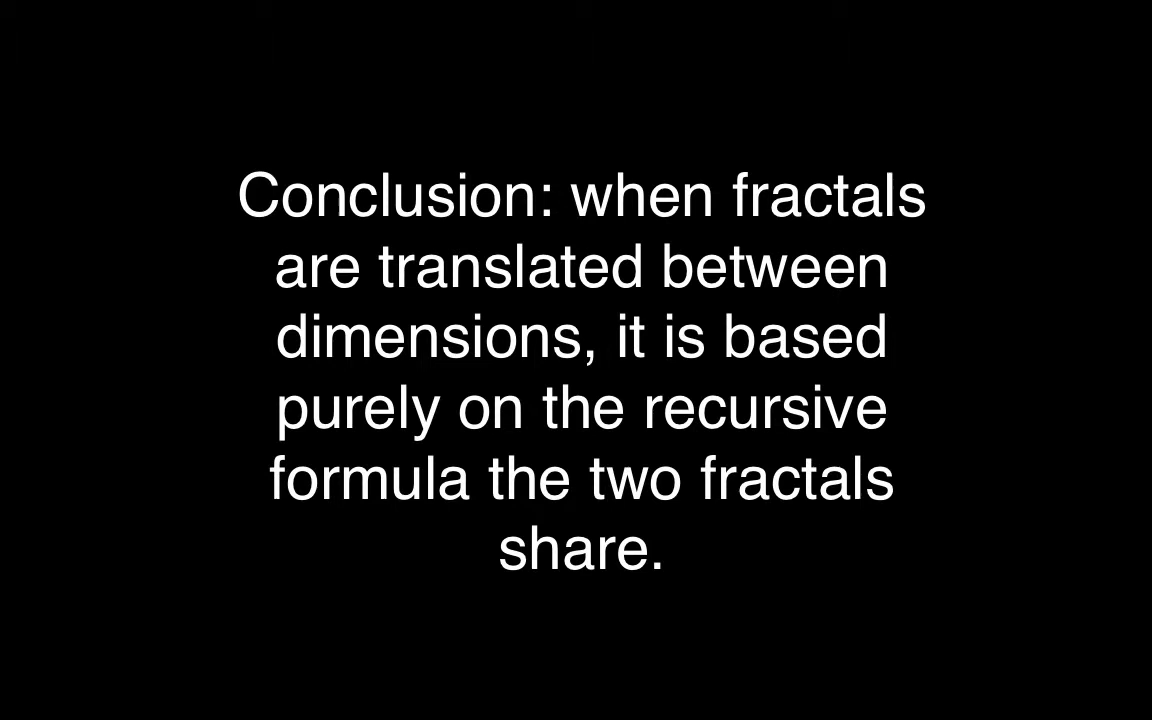 Conclusion: when fractals
are translated between
dimensions, it is based
purely on the recursive
formula the two fractals
share.